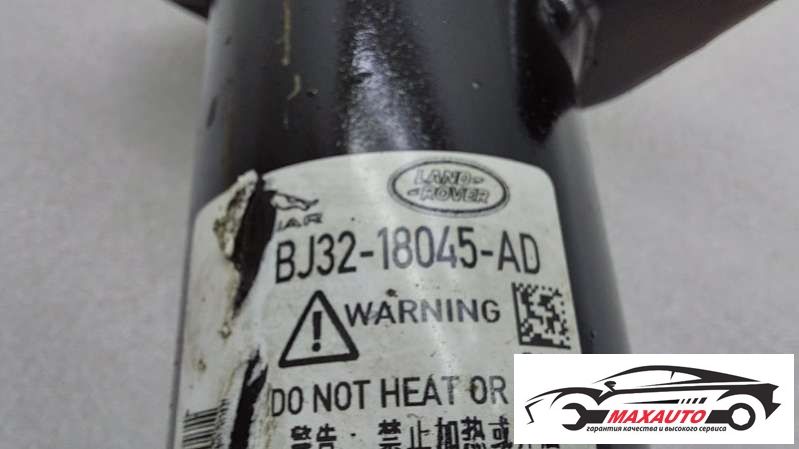 LAND-
-ROVER
IAR
BJ32-18045-AD
WARNING
DO NOT HEAT OR
警告: 禁止加热或
MAXAUTO
гарантия качества и высокого сервиса